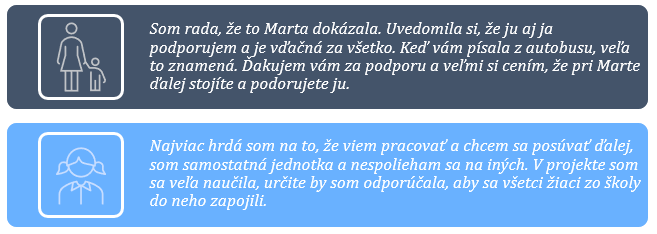 Som rada, že to Marta dokázala. Uvedomila si, že ju aj ja
podporujem a je vďačná za všetko. Keď vám písala z autobusu, veľa
to znamená. Ďakujem vám za podporu a veľmi si cením, že pri Marte
ďalej stojíte a podorujete ju.
Najviac hrdá som na to, že viem pracovať a chcem sa posúvať ďalej,
som samostatná jednotka a nespolieham sa na iných. V projekte som
sa veľa naučila, určite by som odporúčala, aby sa všetci žiaci zo školy
do neho zapojili.